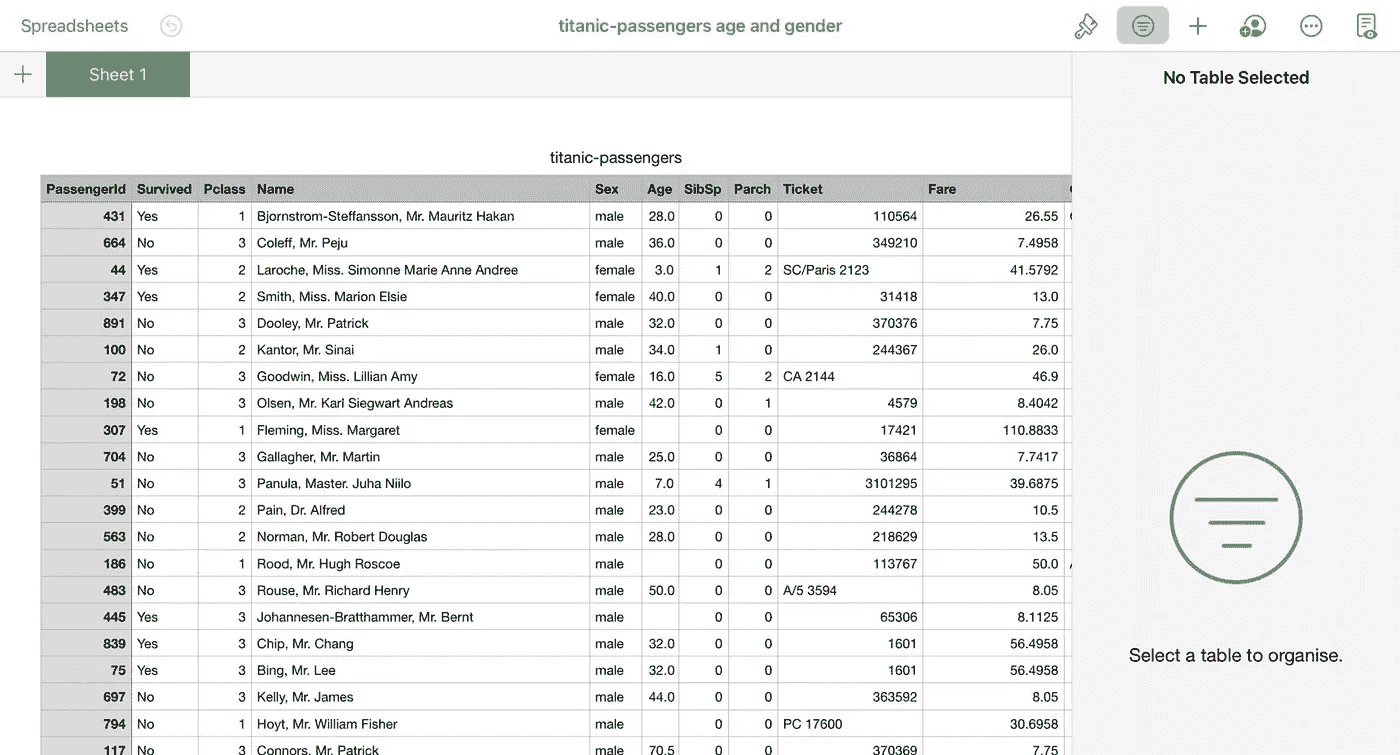 Spreadsheets titanic-passengers age and gender
Sheet 1 No Table Selected
titanic-passengers
PassengerId Survived Pclass Name Sex Age SibSp Parch Ticket Fare
431 Yes 1 Bjornstrom-Steffansson, Mr. Mauritz Hakan male 28.0 0 0 110564 26.55
664 No 3 Coleff, Mr. Peju male 36.0 0 0 349210 7.4958
44 Yes 2 Laroche, Miss. Simonne Marie Anne Andree female 3.0 1 2 SC/Paris 2123 41.5792
347 Yes 2 Smith, Miss. Marion Elsie female 40.0 0 0 31418 13.0
891 No 3 Dooley, Mr. Patrick male 32.0 0 0 370376 7.75
100 No 2 Kantor, Mr. Sinai male 34.0 1 0 244367 26.0
72 No 3 Goodwin, Miss. Lillian Amy female 16.0 5 2 CA 2144 46.9
198 No 3 Olsen, Mr. Karl Siegwart Andreas male 42.0 0 1 4579 8.4042
307 Yes 1 Fleming, Miss. Margaret female 0 0 17421 110.8833
704 No 3 Gallagher, Mr. Martin male 25.0 0 0 36864 7.7417
51 No 3 Panula, Master. Juha Niilo male 7.0 4 1 3101295 39.6875
399 No 2 Pain, Dr. Alfred male 23.0 0 0 244278 10.5
563 No 2 Norman, Mr. Robert Douglas male 28.0 0 0 218629 13.5
186 No 1 Rood, Mr. Hugh Roscoe male 0 0 113767 50.0
483 No 3 Rouse, Mr. Richard Henry male 50.0 0 0 A/5 3594 8.05
445 Yes 3 Johannesen-Bratthammer, Mr. Bernt male 0 0 65306 8.1125
839 Yes 3 Chip, Mr. Chang male 32.0 0 0 1601 56.4958
75 Yes 3 Bing, Mr. Lee male 32.0 0 0 1601 56.4958
697 No 3 Kelly, Mr. James male 44.0 0 0 363592 8.05
794 No 1 Hoyt, Mr. William Fisher male 0 0 PC 17600 30.6958
117 No 3 Connors, Mr. Patrick male 70.5 0 0 370369 7.75
Select a table to organise.